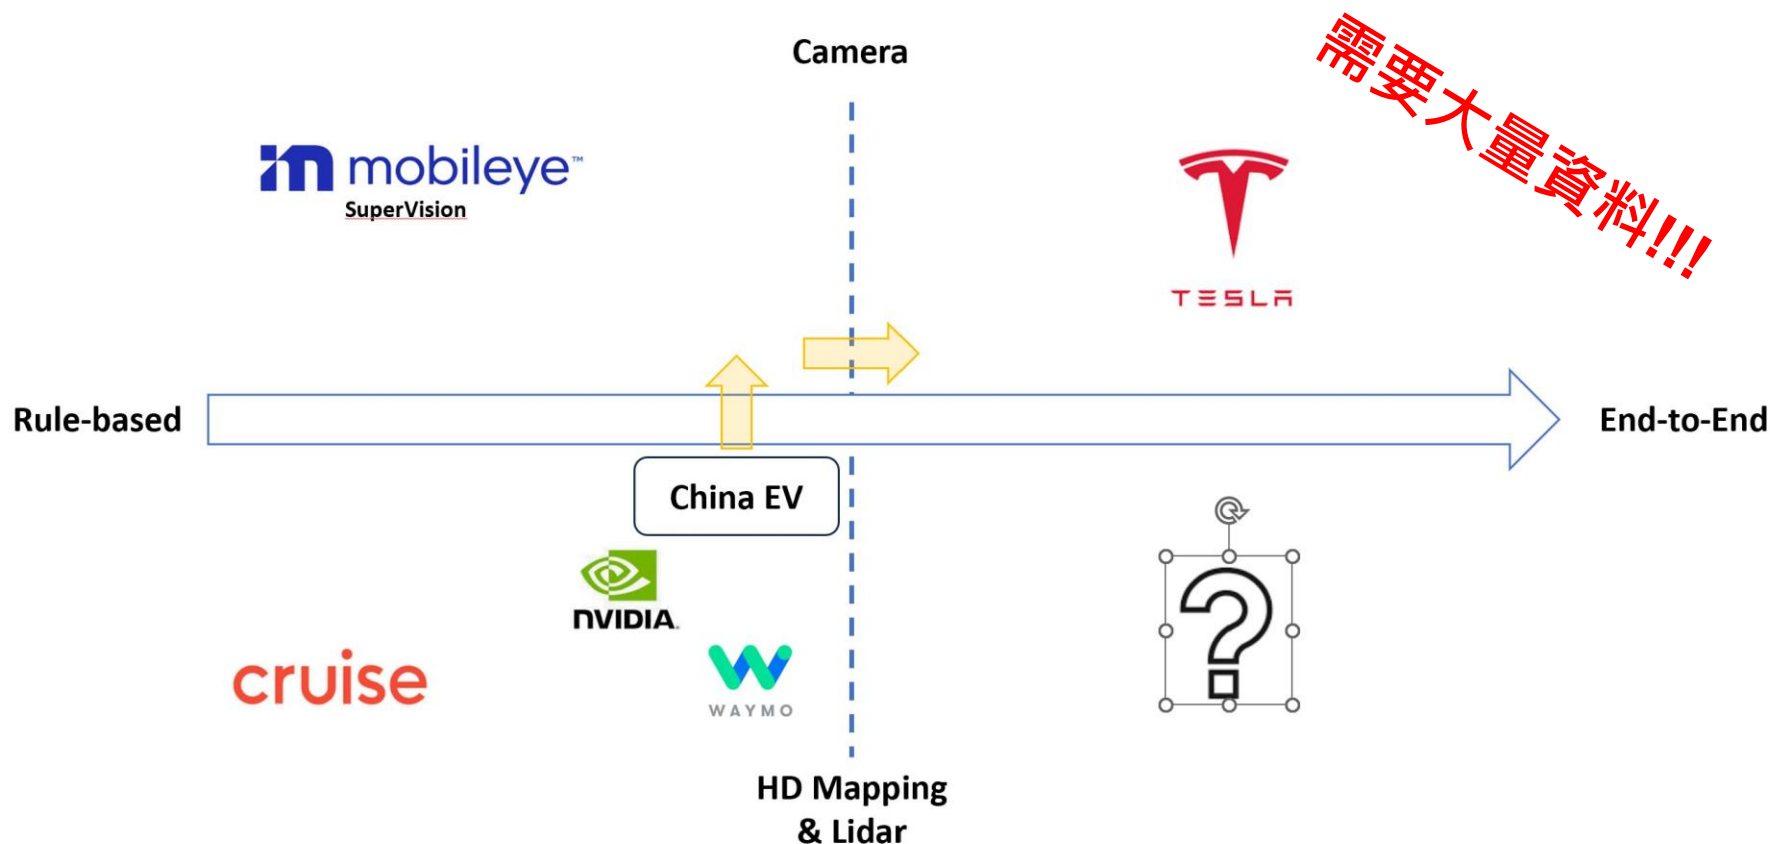 Camera
需要大量資料!!!
mobileye™
SuperVision
TESLA
Rule-based
End-to-End
China EV
NVIDIA.
cruise
WAYMO
?
HD Mapping
& Lidar